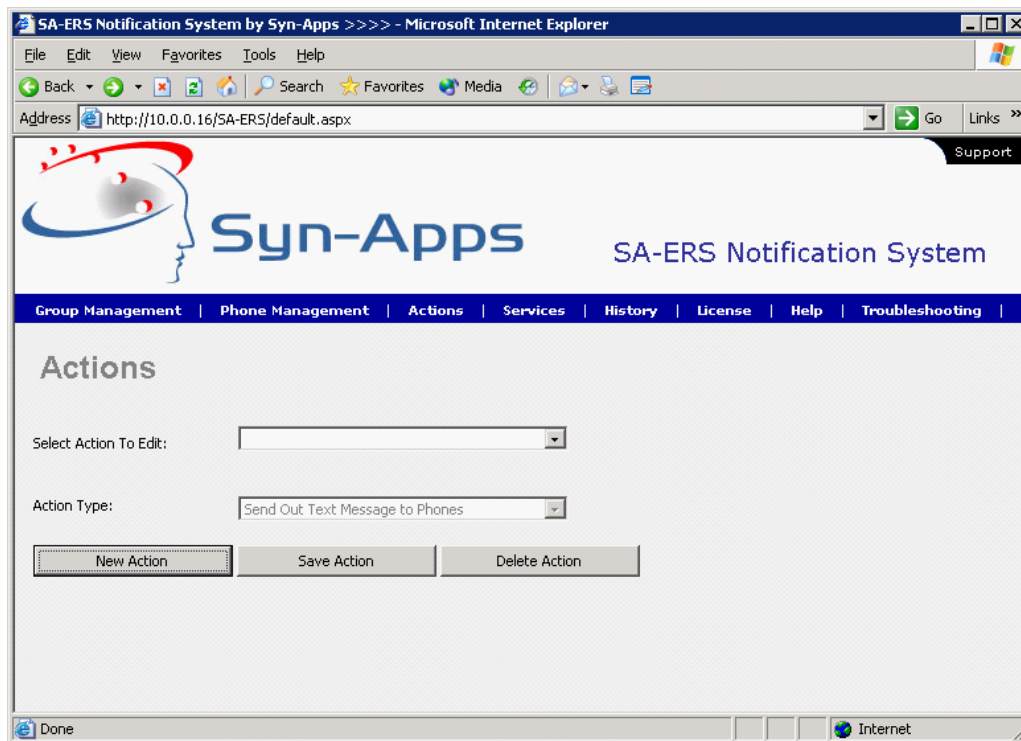 SA-ERS Notification System by Syn-Apps >>>> - Microsoft Internet Explorer
File Edit View Favorites Tools Help
Back Search Favorites Media
Address http://10.0.0.16/SA-ERS/default.aspx Go Links »
Support
Syn-Apps
SA-ERS Notification System
Group Management | Phone Management | Actions | Services | History | License | Help | Troubleshooting |
Actions
Select Action To Edit:
Action Type: Send Out Text Message to Phones
New Action Save Action Delete Action
Done Internet